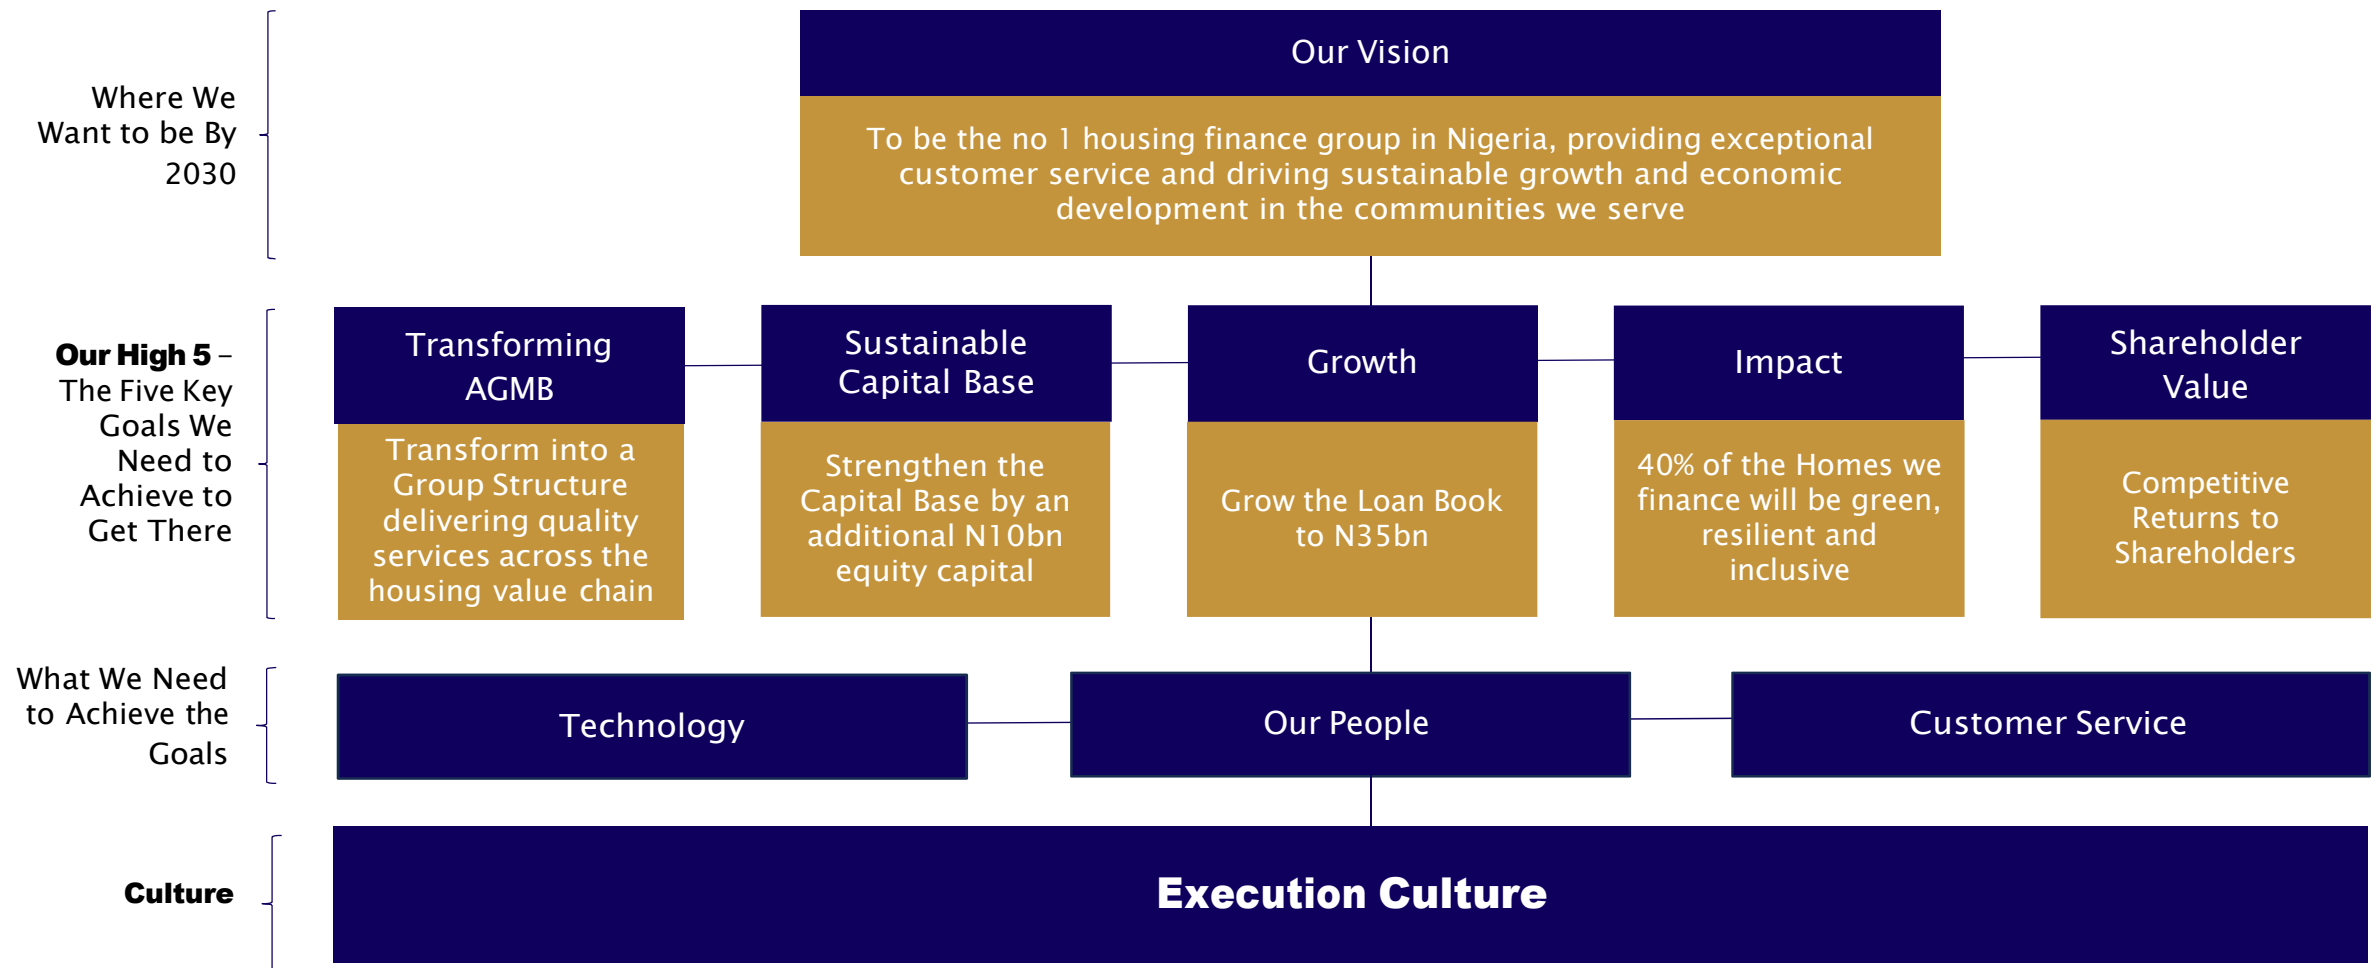 Where We
Want to be By
2030
Our Vision
To be the no 1 housing finance group in Nigeria, providing exceptional
customer service and driving sustainable growth and economic
development in the communities we serve
Our High 5 –
The Five Key
Goals We
Need to
Achieve to
Get There
Transforming
AGMB
Transform into a
Group Structure
delivering quality
services across the
housing value chain
Sustainable
Capital Base
Strengthen the
Capital Base by an
additional N10bn
equity capital
Growth
Grow the Loan Book
to N35bn
Impact
40% of the Homes we
finance will be green,
resilient and
inclusive
Shareholder
Value
Competitive
Returns to
Shareholders
What We Need
to Achieve the
Goals
Technology
Our People
Customer Service
Culture
Execution Culture